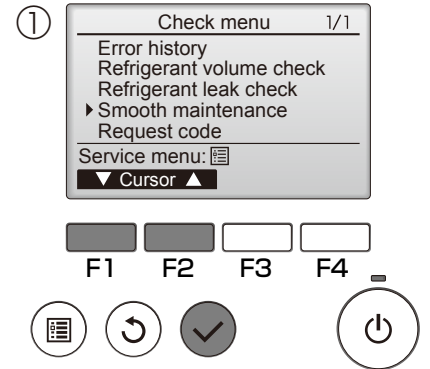 ①
Check menu 1/1
Error history
Refrigerant volume check
Refrigerant leak check
Smooth maintenance
Request code
Service menu:
▼ Cursor ▲
F1 F2 F3 F4